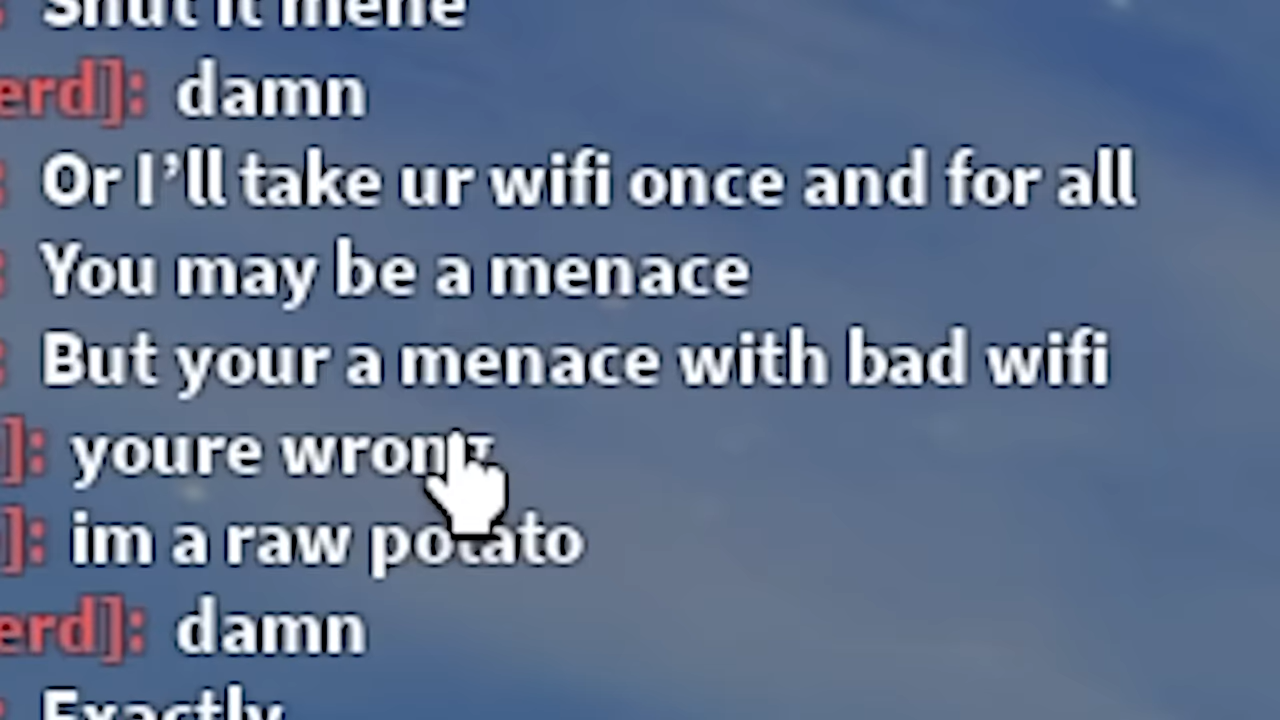 Shut it mene
erd]: damn
: Or I’ll take ur wifi once and for all
: You may be a menace
: But your a menace with bad wifi
]: youre wrong
]: im a raw potato
erd]: damn
: Exactly